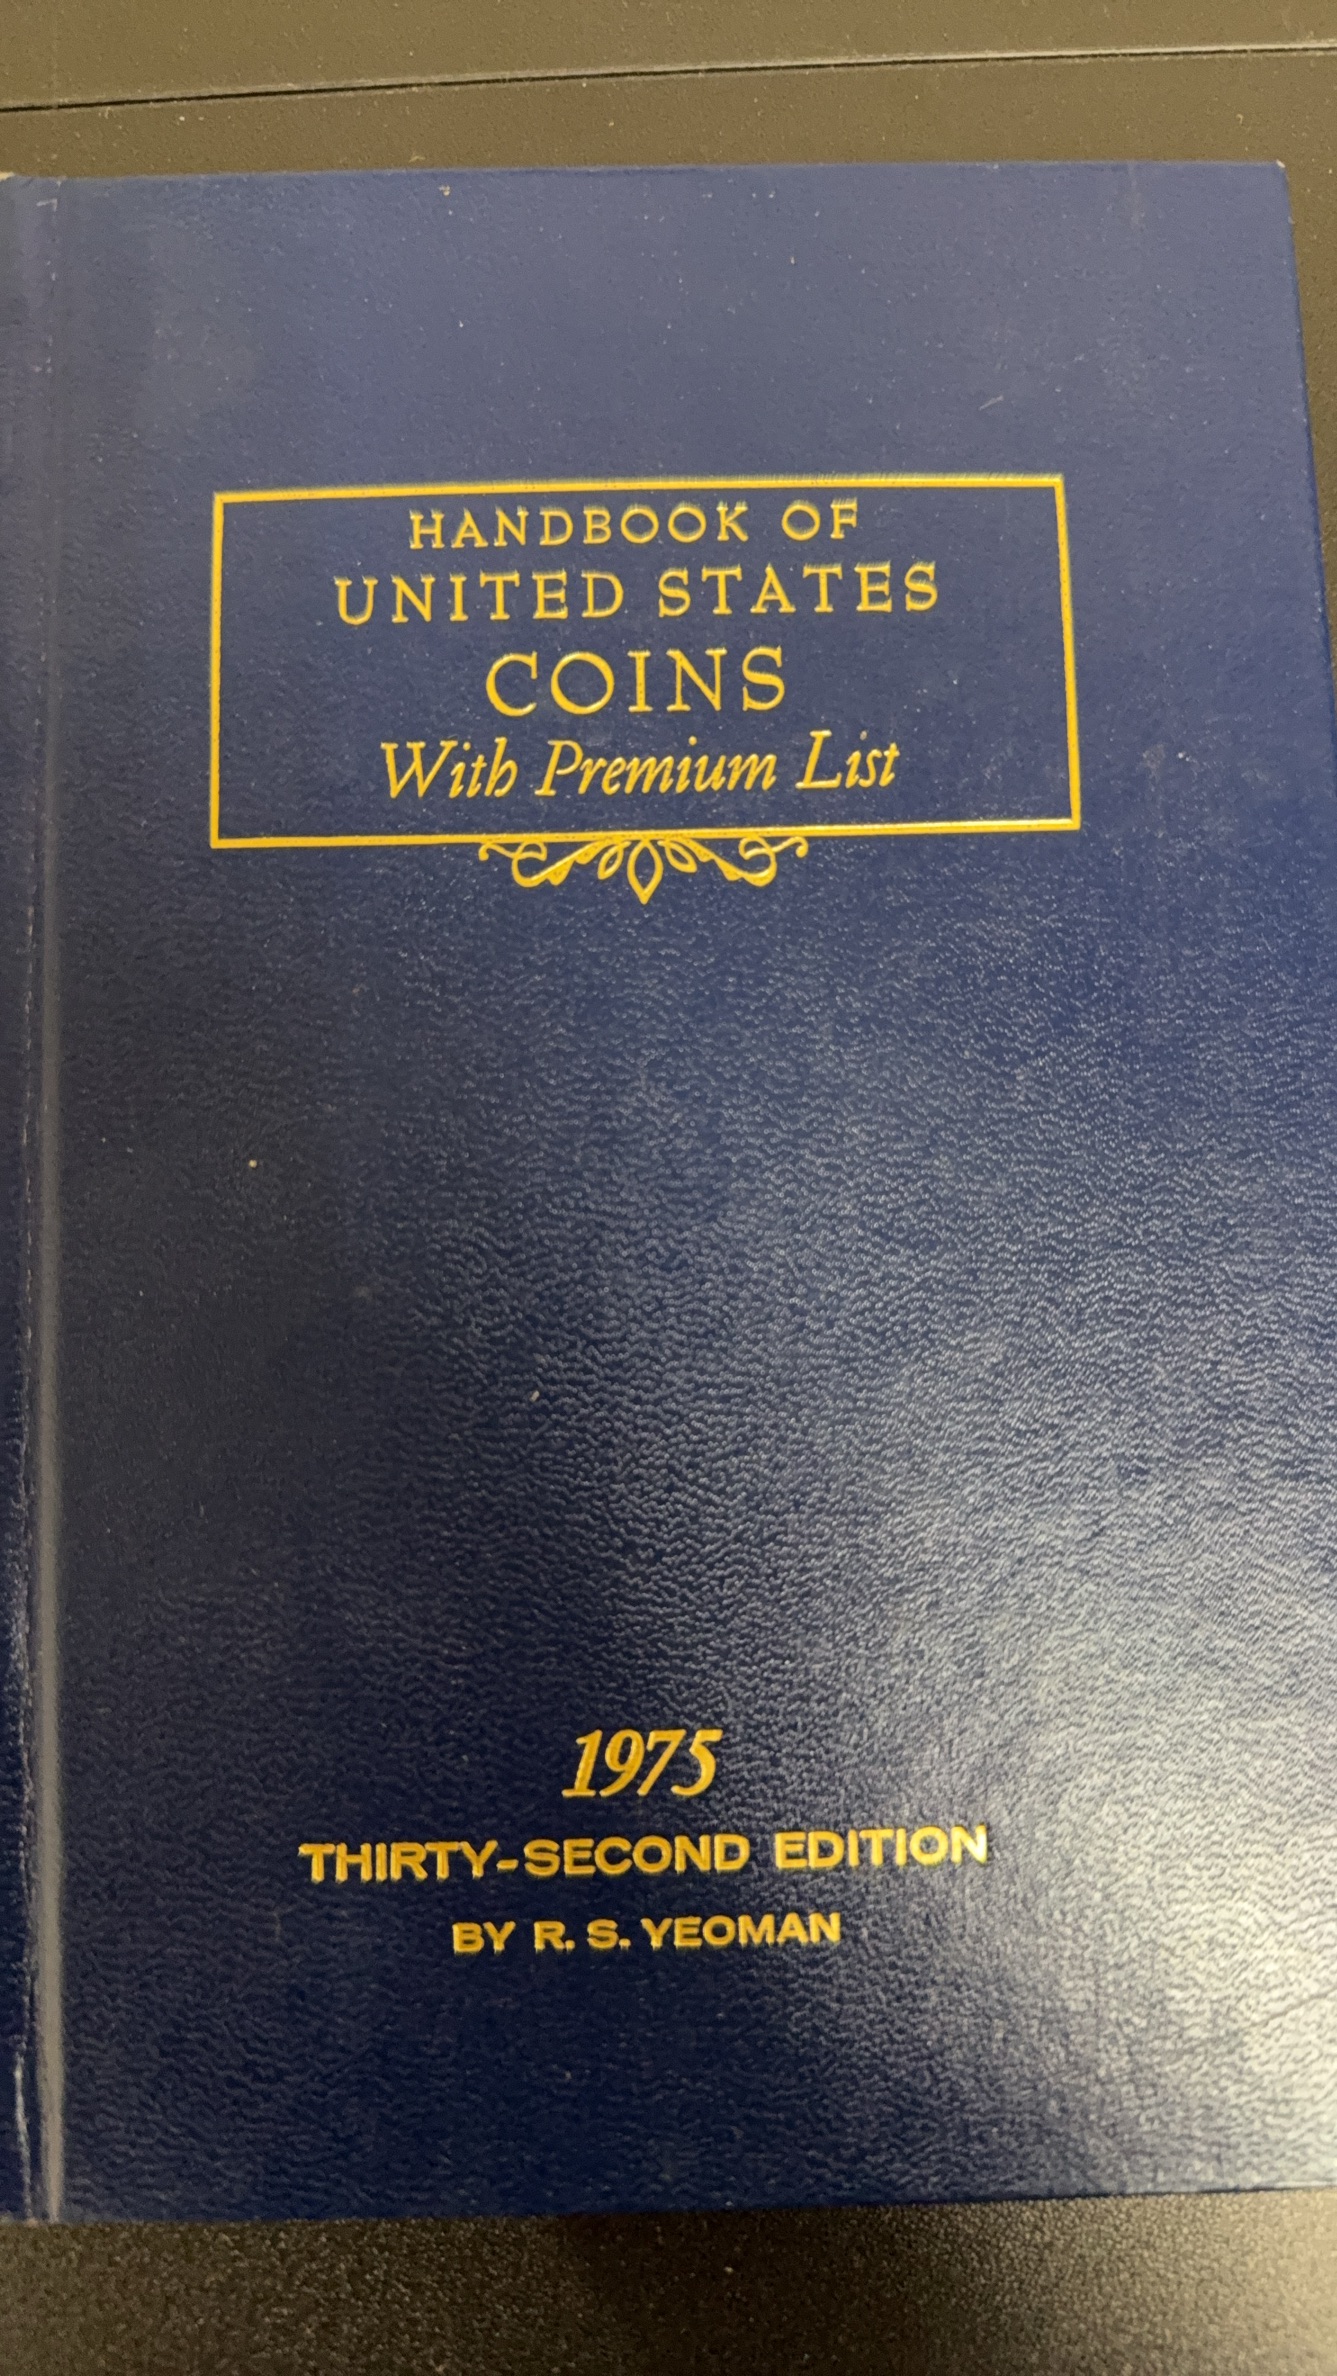 HANDBOOK OF
UNITED STATES
COINS
With Premium List
1975
THIRTY-SECOND EDITION
BY R. S. YEOMAN